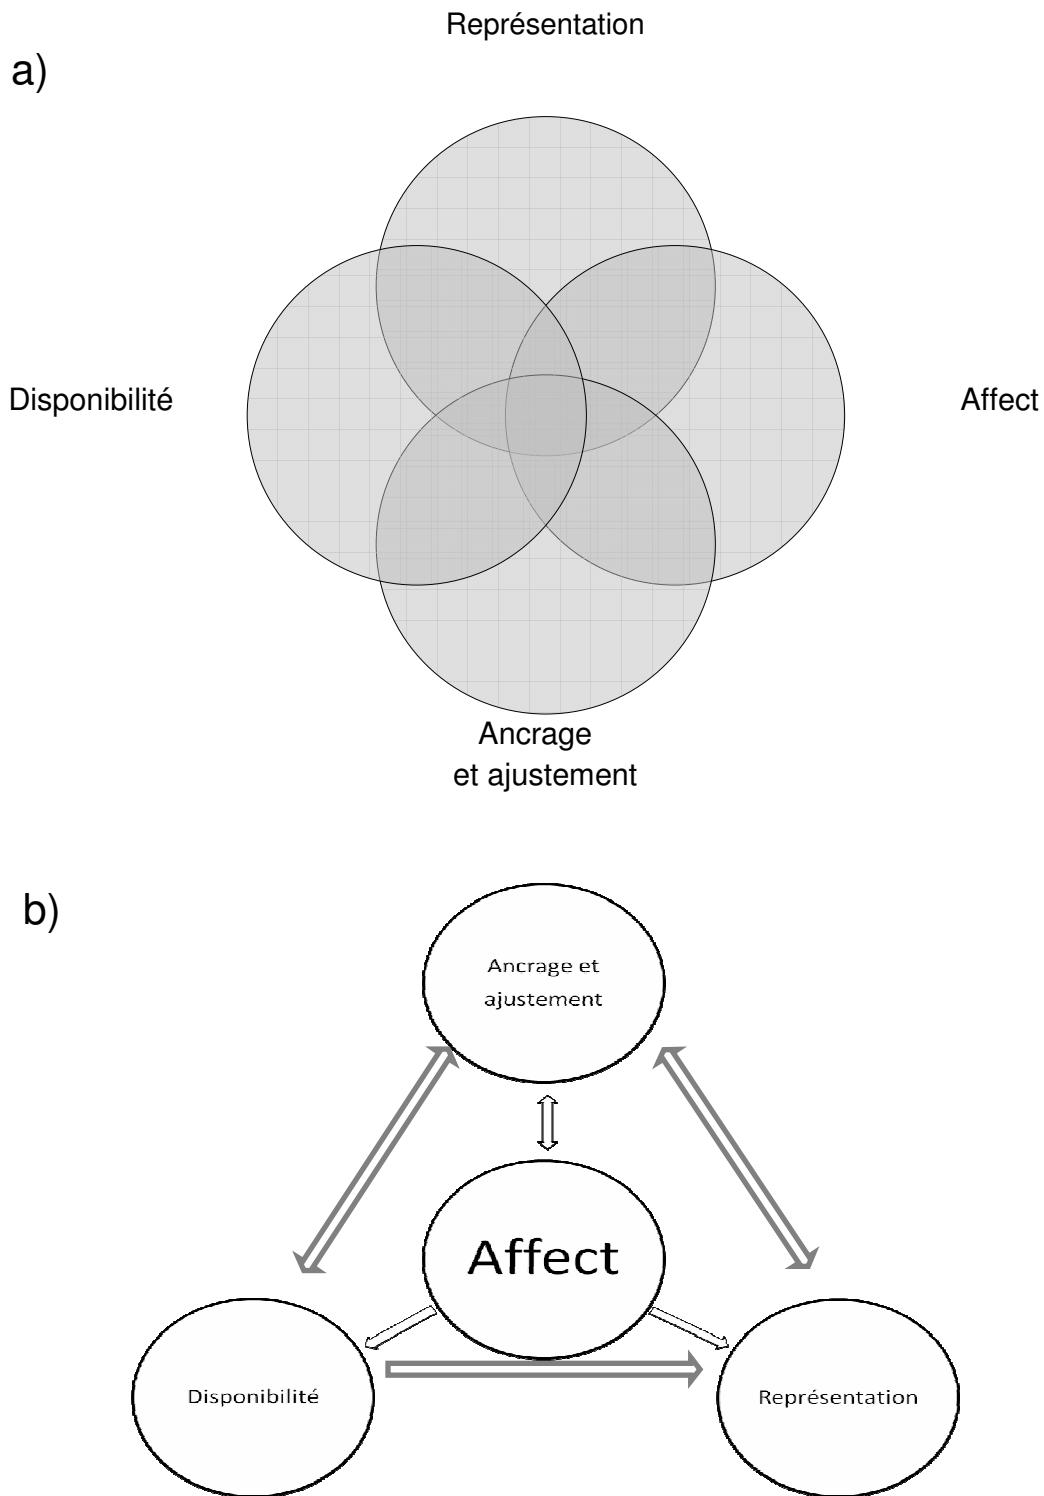 Représentation
a)
Disponibilité
Affect
Ancrage
et ajustement
b)
Ancrage et
ajustement
Affect
Disponibilité
Représentation